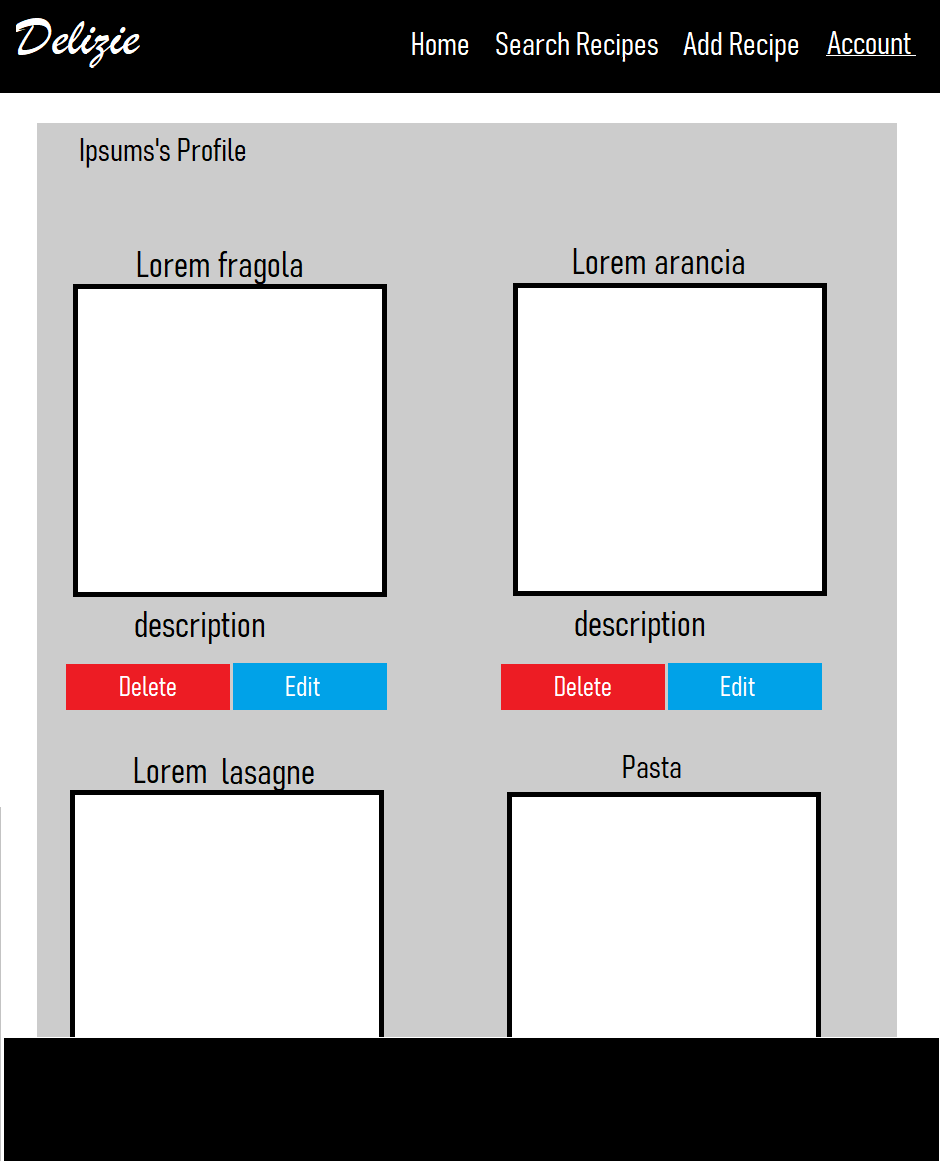 Delizie
Home Search Recipes Add Recipe Account
Ipsums's Profile
Lorem fragola
Lorem arancia
description
description
Delete Edit
Delete Edit
Lorem lasagne
Pasta